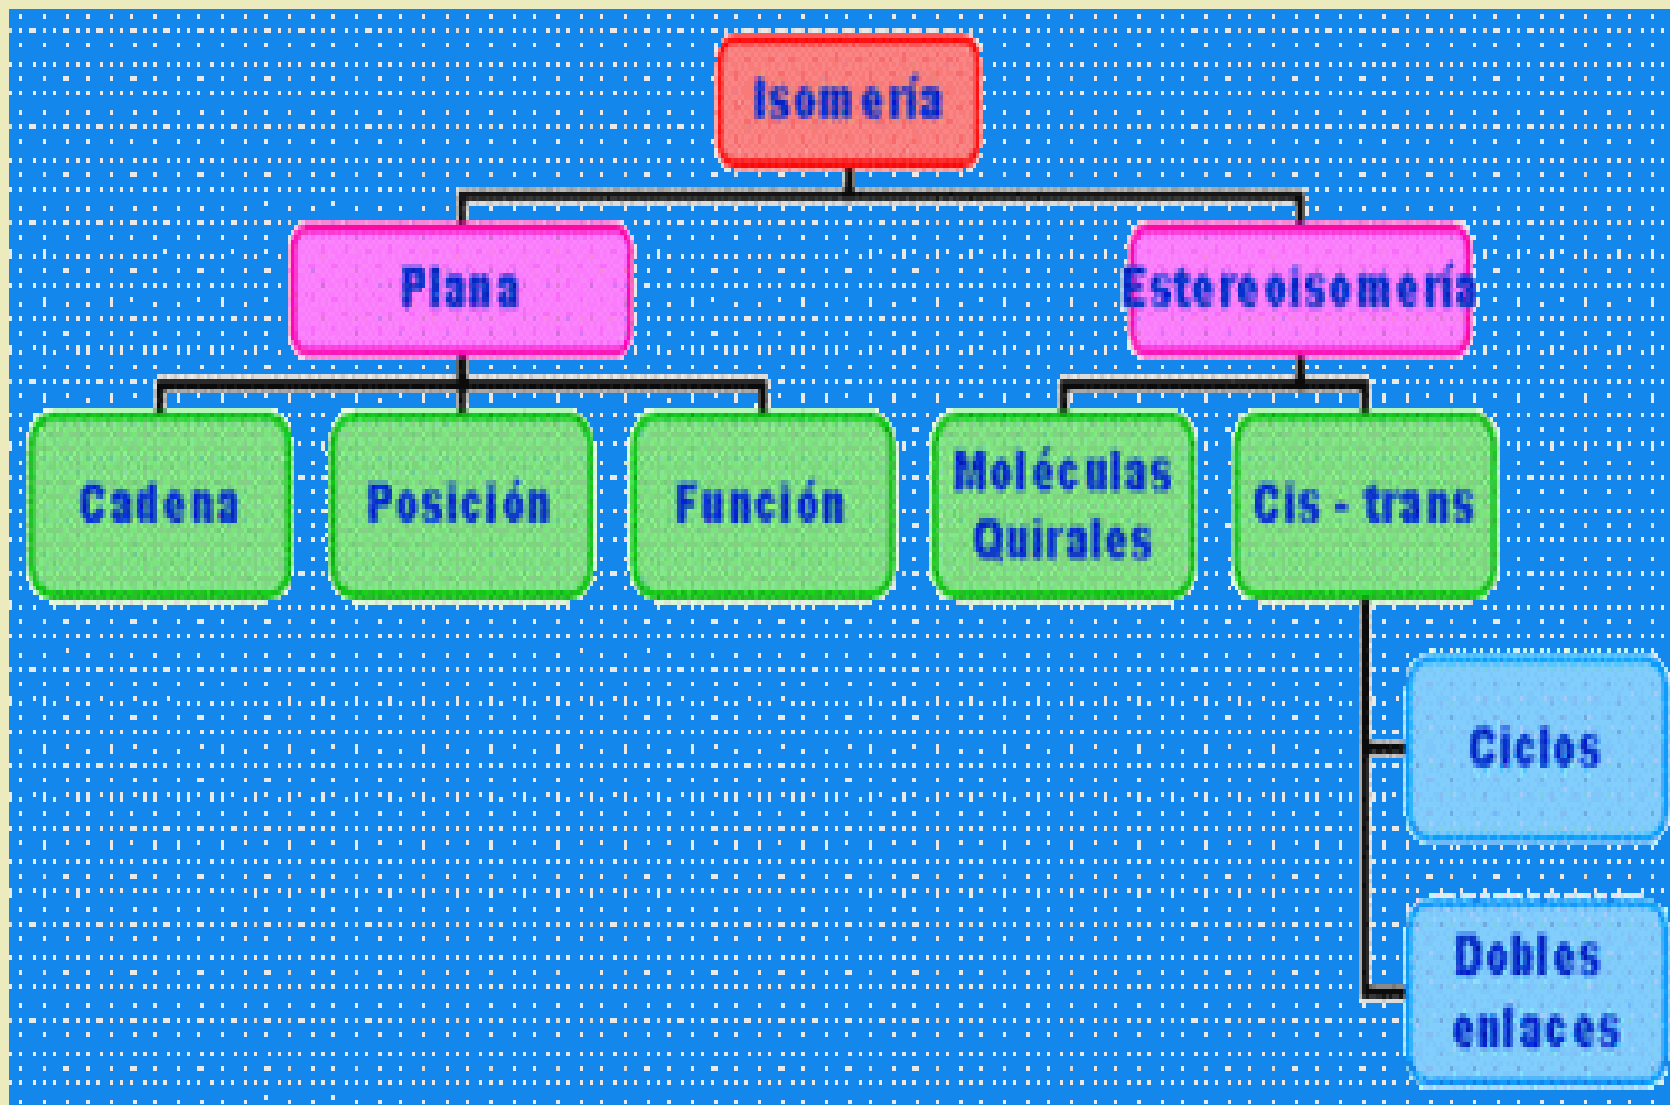 Isomería
Plana
Estereoisomería
Cadena
Posición
Función
Moléculas
Quirales
Cis - trans
Ciclos
Dobles
enlaces